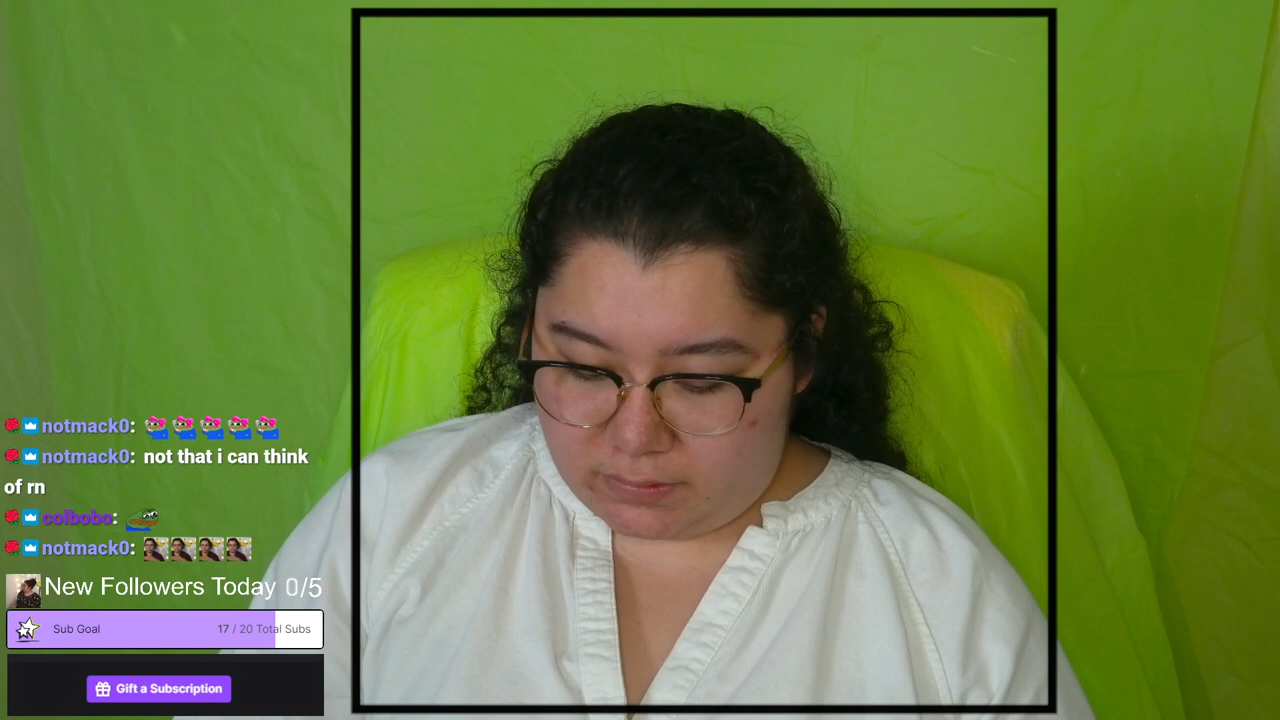 notmack0:
notmack0: not that i can think
of rn
colbobo:
notmack0:
New Followers Today 0/5
Sub Goal 17 / 20 Total Subs
Gift a Subscription